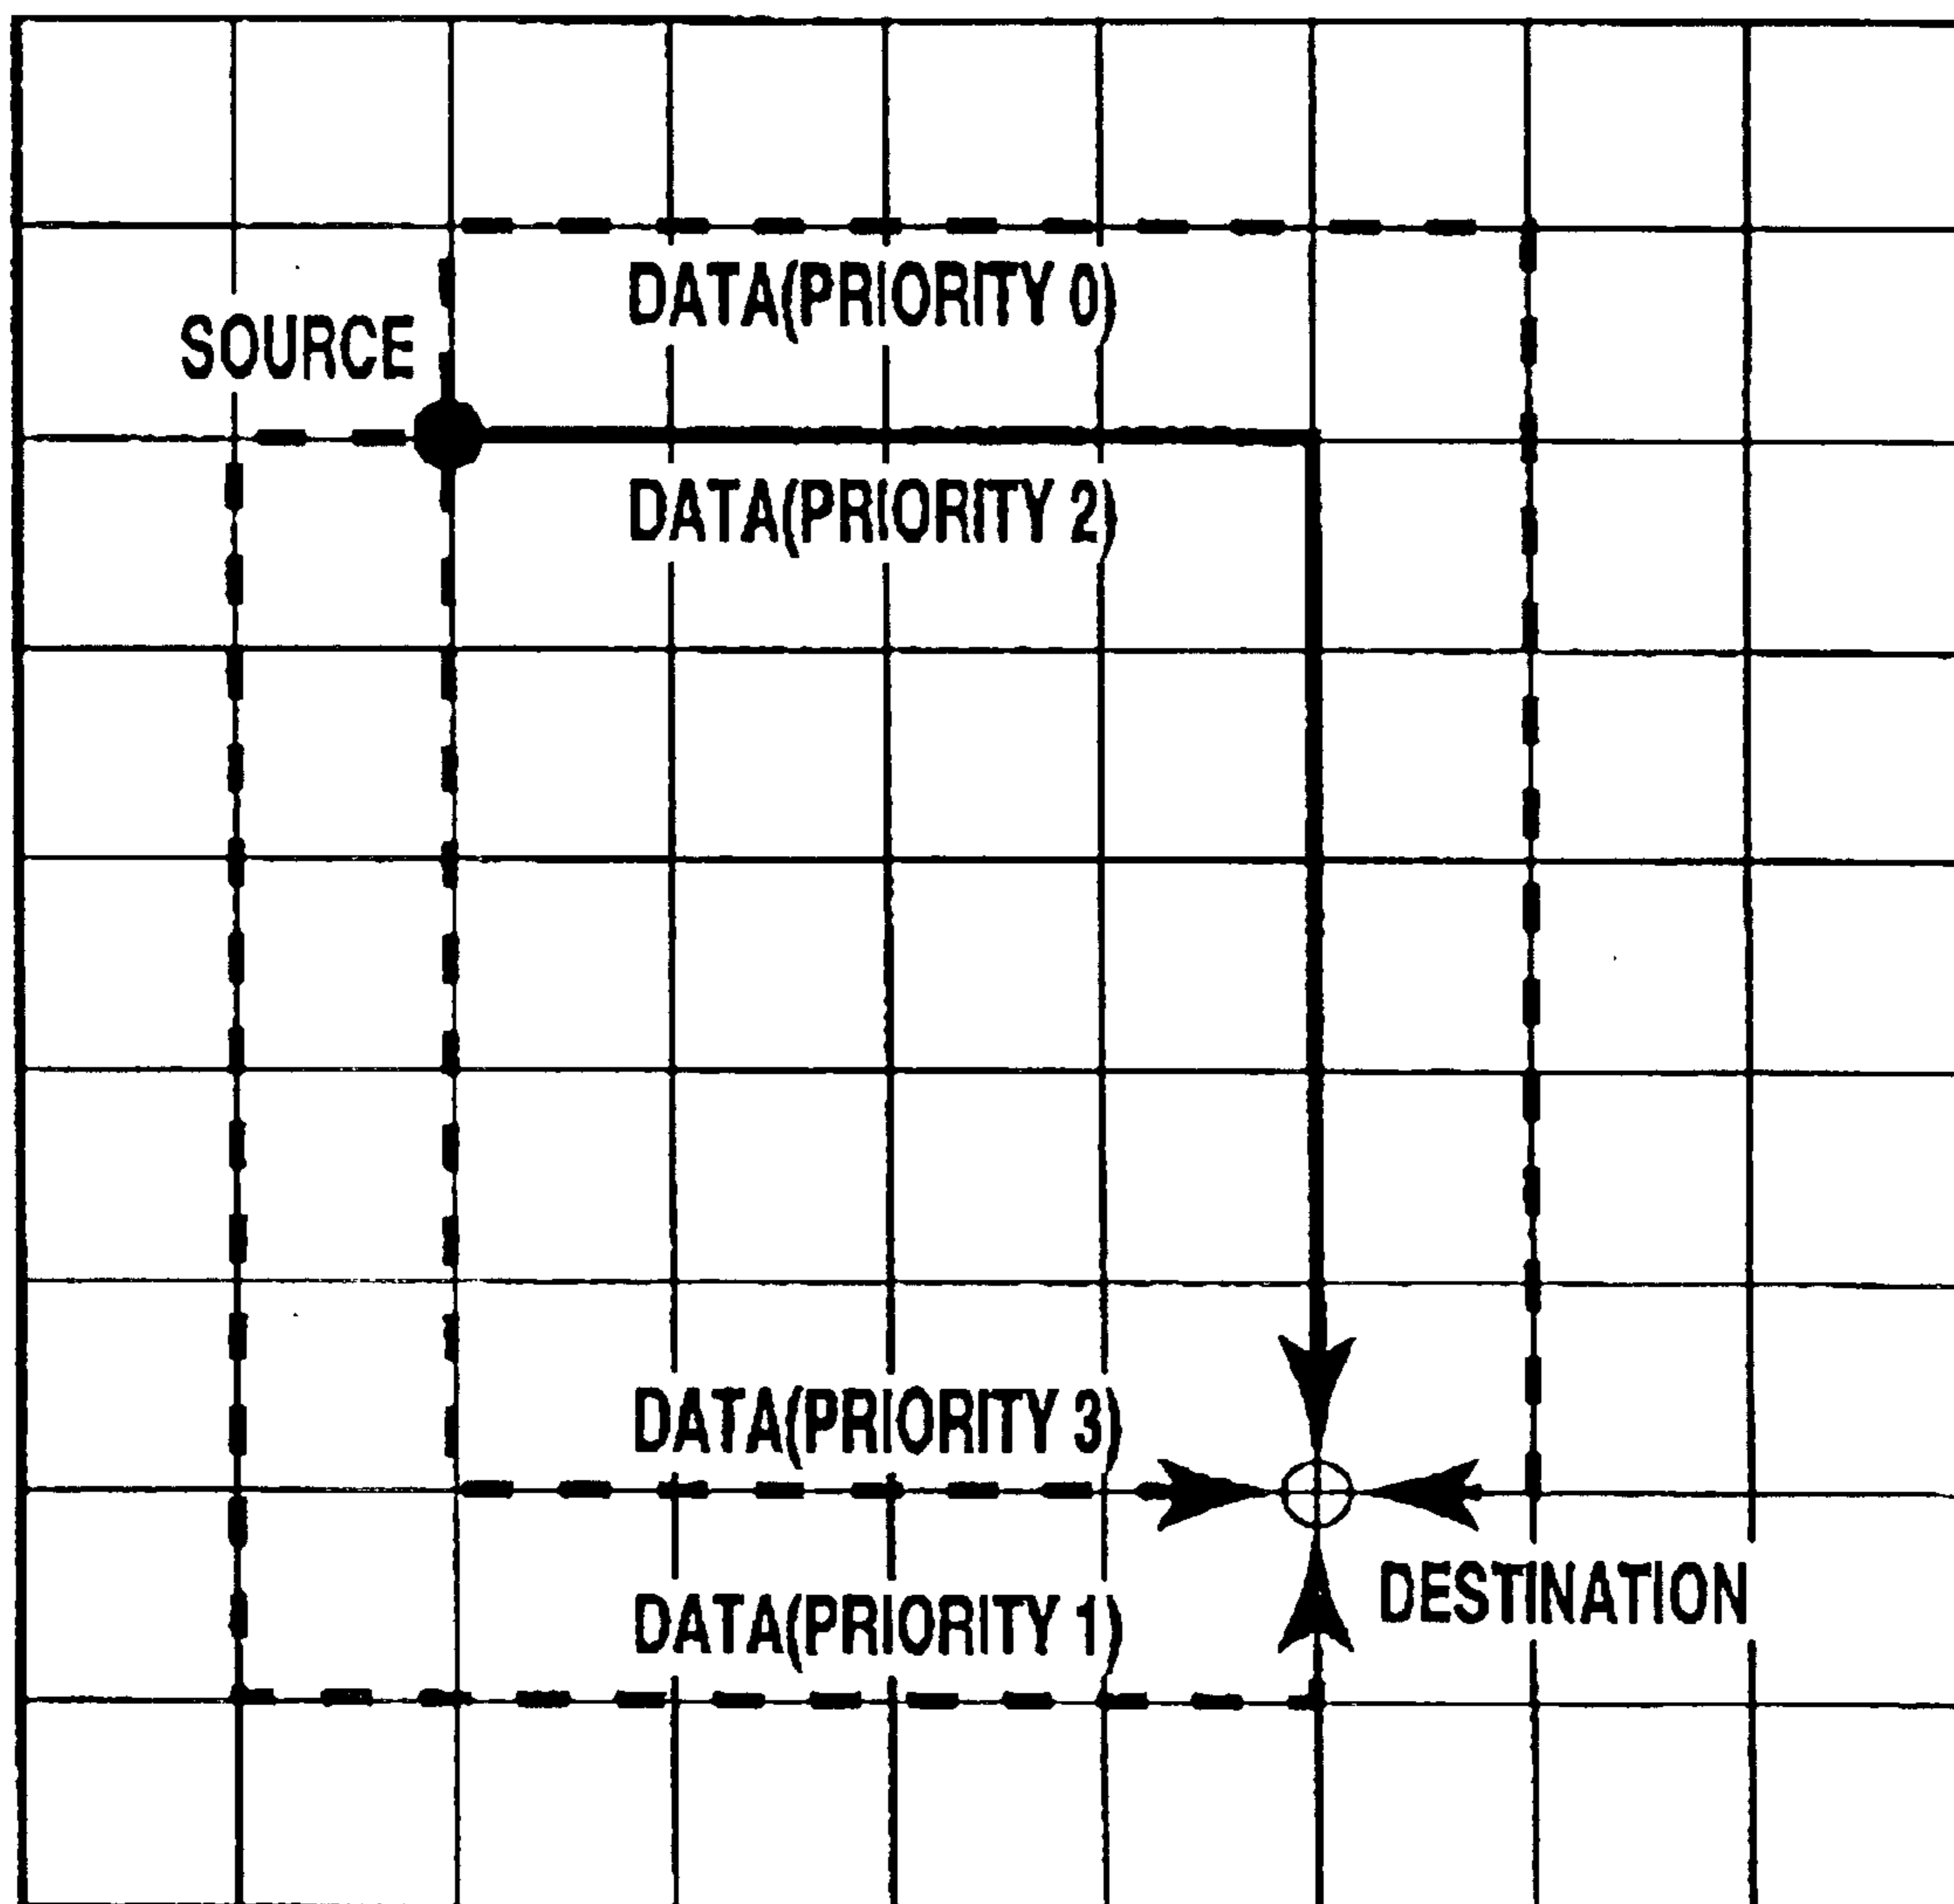 DATA(PRIORITY 0)
SOURCE
DATA(PRIORITY 2)
DATA(PRIORITY 3)
DESTINATION
DATA(PRIORITY 1)